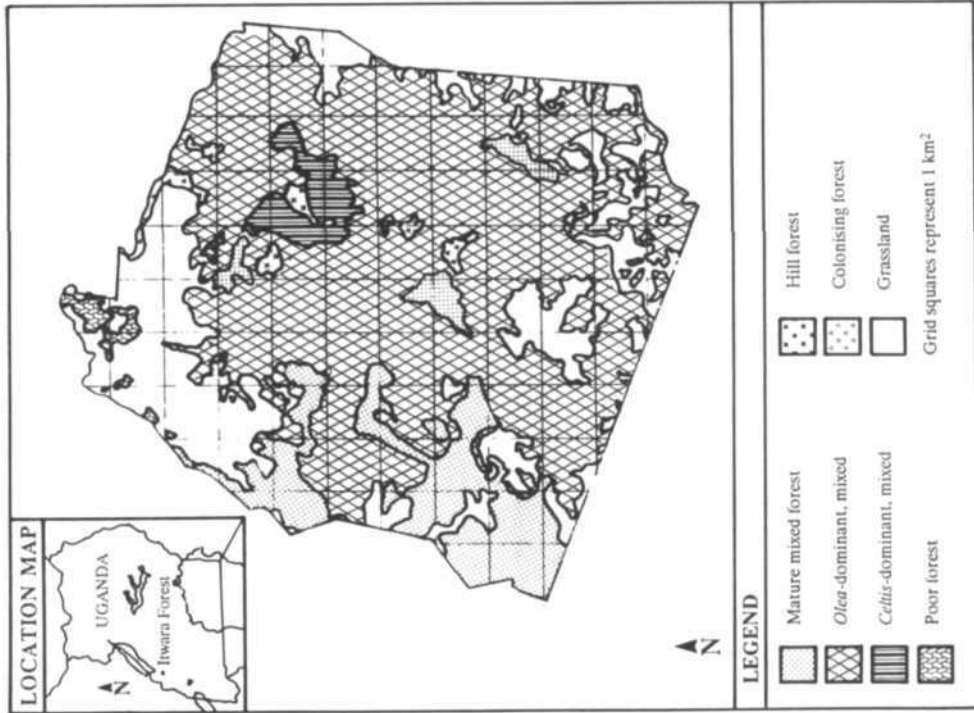 LOCATION MAP
UGANDA
Itwara Forest
N
N
LEGEND
Mature mixed forest
Olea-dominant, mixed
Celtis-dominant, mixed
Poor forest
Hill forest
Colonising forest
Grassland
Grid squares represent 1 km²